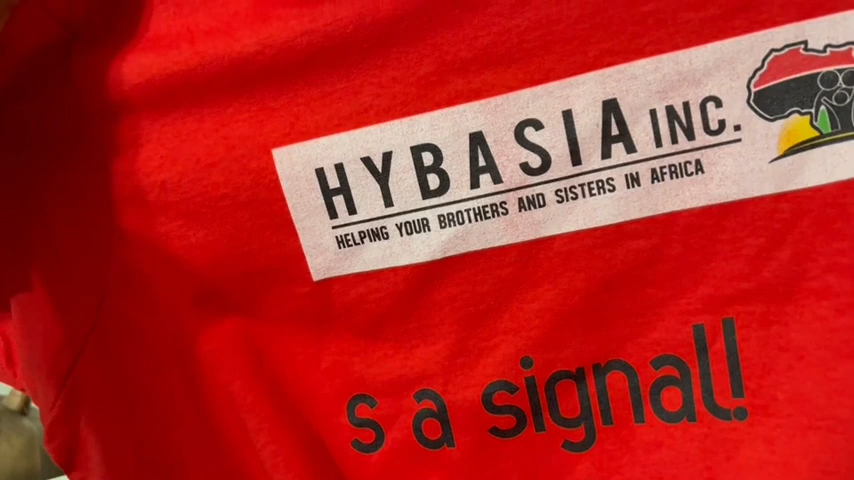 HYBASIA INC.
HELPING YOUR BROTHERS AND SISTERS IN AFRICA
s a signal!